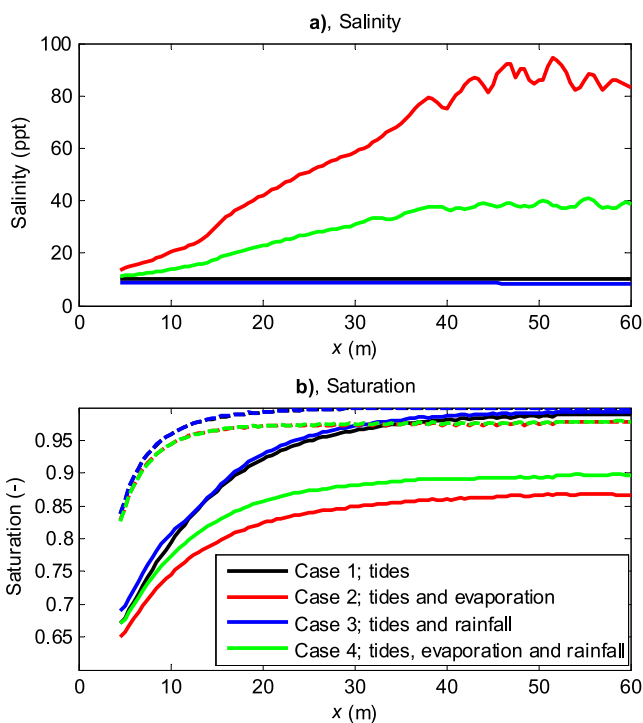 a), Salinity
100
80
60
40
20
0
Salinity (ppt)
0 10 20 30 40 50 60
x (m)
b), Saturation
0.95
0.9
0.85
0.8
0.75
0.7
0.65
Saturation (-)
Case 1; tides
Case 2; tides and evaporation
Case 3; tides and rainfall
Case 4; tides, evaporation and rainfall
0 10 20 30 40 50 60
x (m)